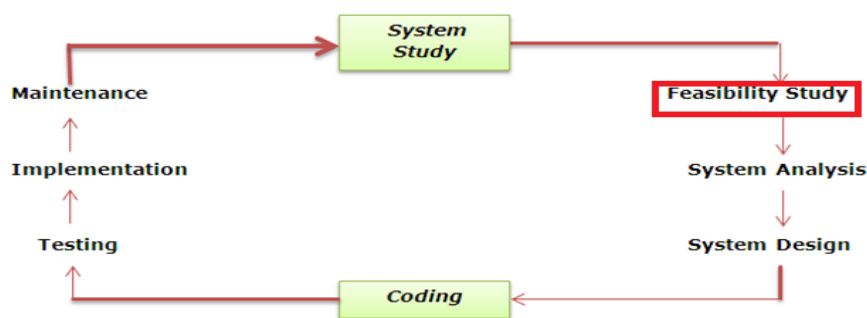 System
Study
Maintenance
Feasibility Study
Implementation
System Analysis
Testing
System Design
Coding